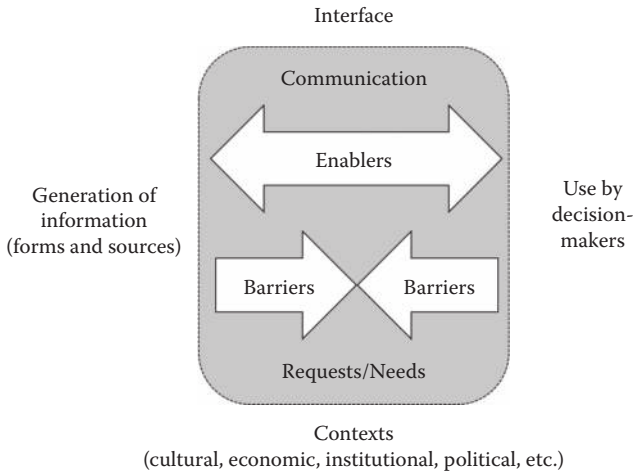 Interface
Communication
Enablers
Generation of
information
(forms and sources)
Use by
decision-
makers
Barriers
Barriers
Requests/Needs
Contexts
(cultural, economic, institutional, political, etc.)